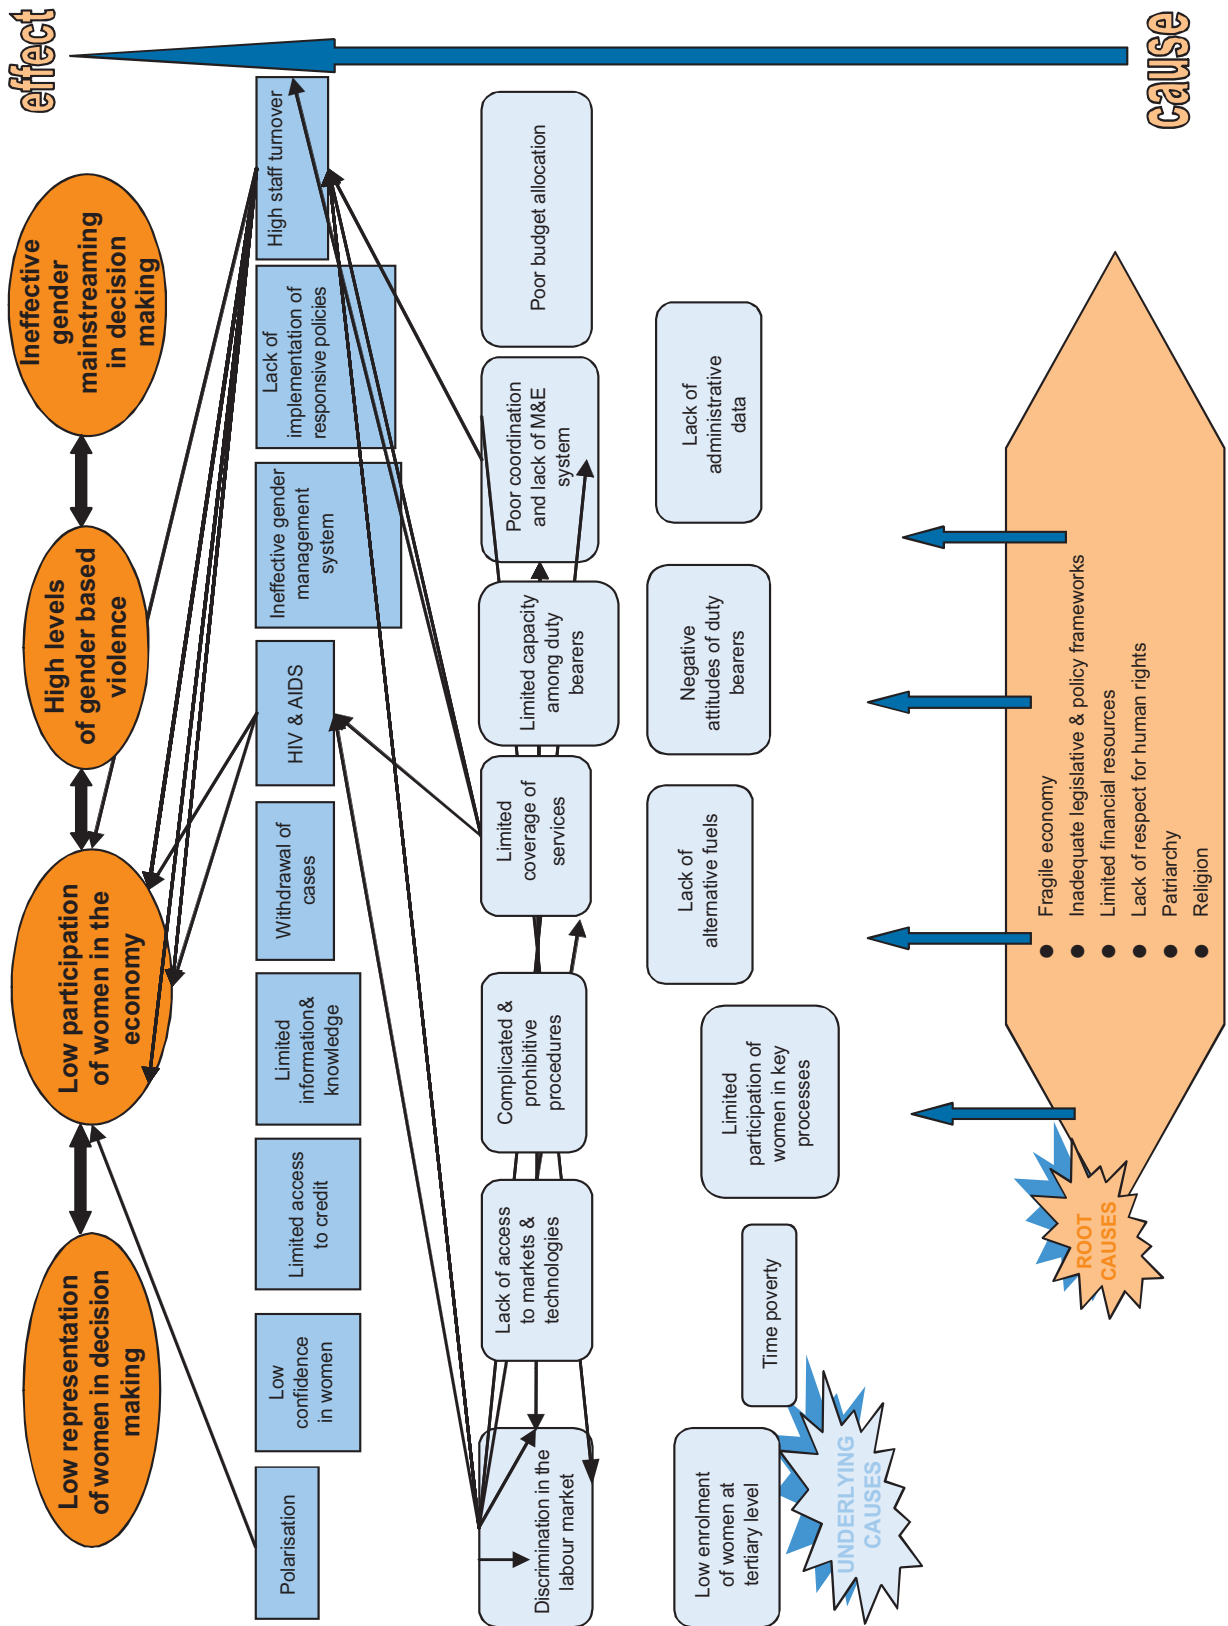 effect
Low representation
of women in decision
making
Low participation
of women in the
economy
High levels
of gender based
violence
Ineffective
gender
mainstreaming
in decision
making
Polarisation
Low
confidence
in women
Limited access
to credit
Limited
information&
knowledge
Withdrawal of
cases
HIV & AIDS
Ineffective gender
management
system
Lack of
implementation of
responsive policies
High staff turnover
Discrimination in the
labour market
Lack of access
to markets &
technologies
Complicated &
prohibitive
procedures
Limited
coverage of
services
Limited capacity
among duty
bearers
Poor coordination
and lack of M&E
system
Poor budget allocation
Low enrolment
of women at
tertiary level
Time poverty
Limited
participation of
women in key
processes
Lack of
alternative fuels
Negative
attitudes of duty
bearers
Lack of
administrative
data
UNDERLYING
CAUSES
ROOT
CAUSES
● Fragile economy
● Inadequate legislative & policy frameworks
● Limited financial resources
● Lack of respect for human rights
● Patriarchy
● Religion
cause